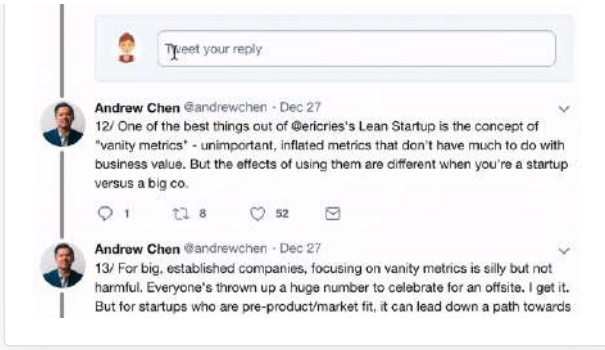 Tweet your reply
Andrew Chen @andrewchen · Dec 27
12/ One of the best things out of @ericries's Lean Startup is the concept of
"vanity metrics" - unimportant, inflated metrics that don't have much to do with
business value. But the effects of using them are different when you're a startup
versus a big co.
1 8 52
Andrew Chen @andrewchen · Dec 27
13/ For big, established companies, focusing on vanity metrics is silly but not
harmful. Everyone's thrown up a huge number to celebrate for an offsite. I get it.
But for startups who are pre-product/market fit, it can lead down a path towards